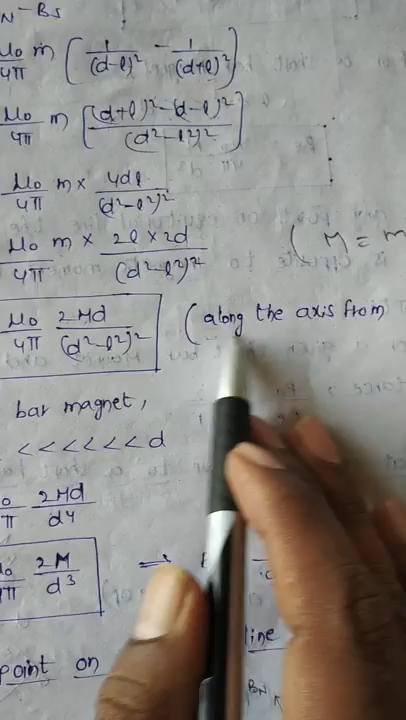 N-BS
μ₀/4π m (1/(d-l)² - 1/(d+l)²)
μ₀/4π m [((d+l)² - (d-l)²)/(d²-l²)²]
μ₀/4π m × 4dl/(d²-l²)²
μ₀/4π m × 2l×2d/(d²-l²)² ( M = m
μ₀/4π 2Md/(d²-l²)² (along the axis from
bar magnet,
<<<<<< d
μ₀/π 2Md/d⁴
μ₀/4π 2M/d³ ⇒
line
point on
BN